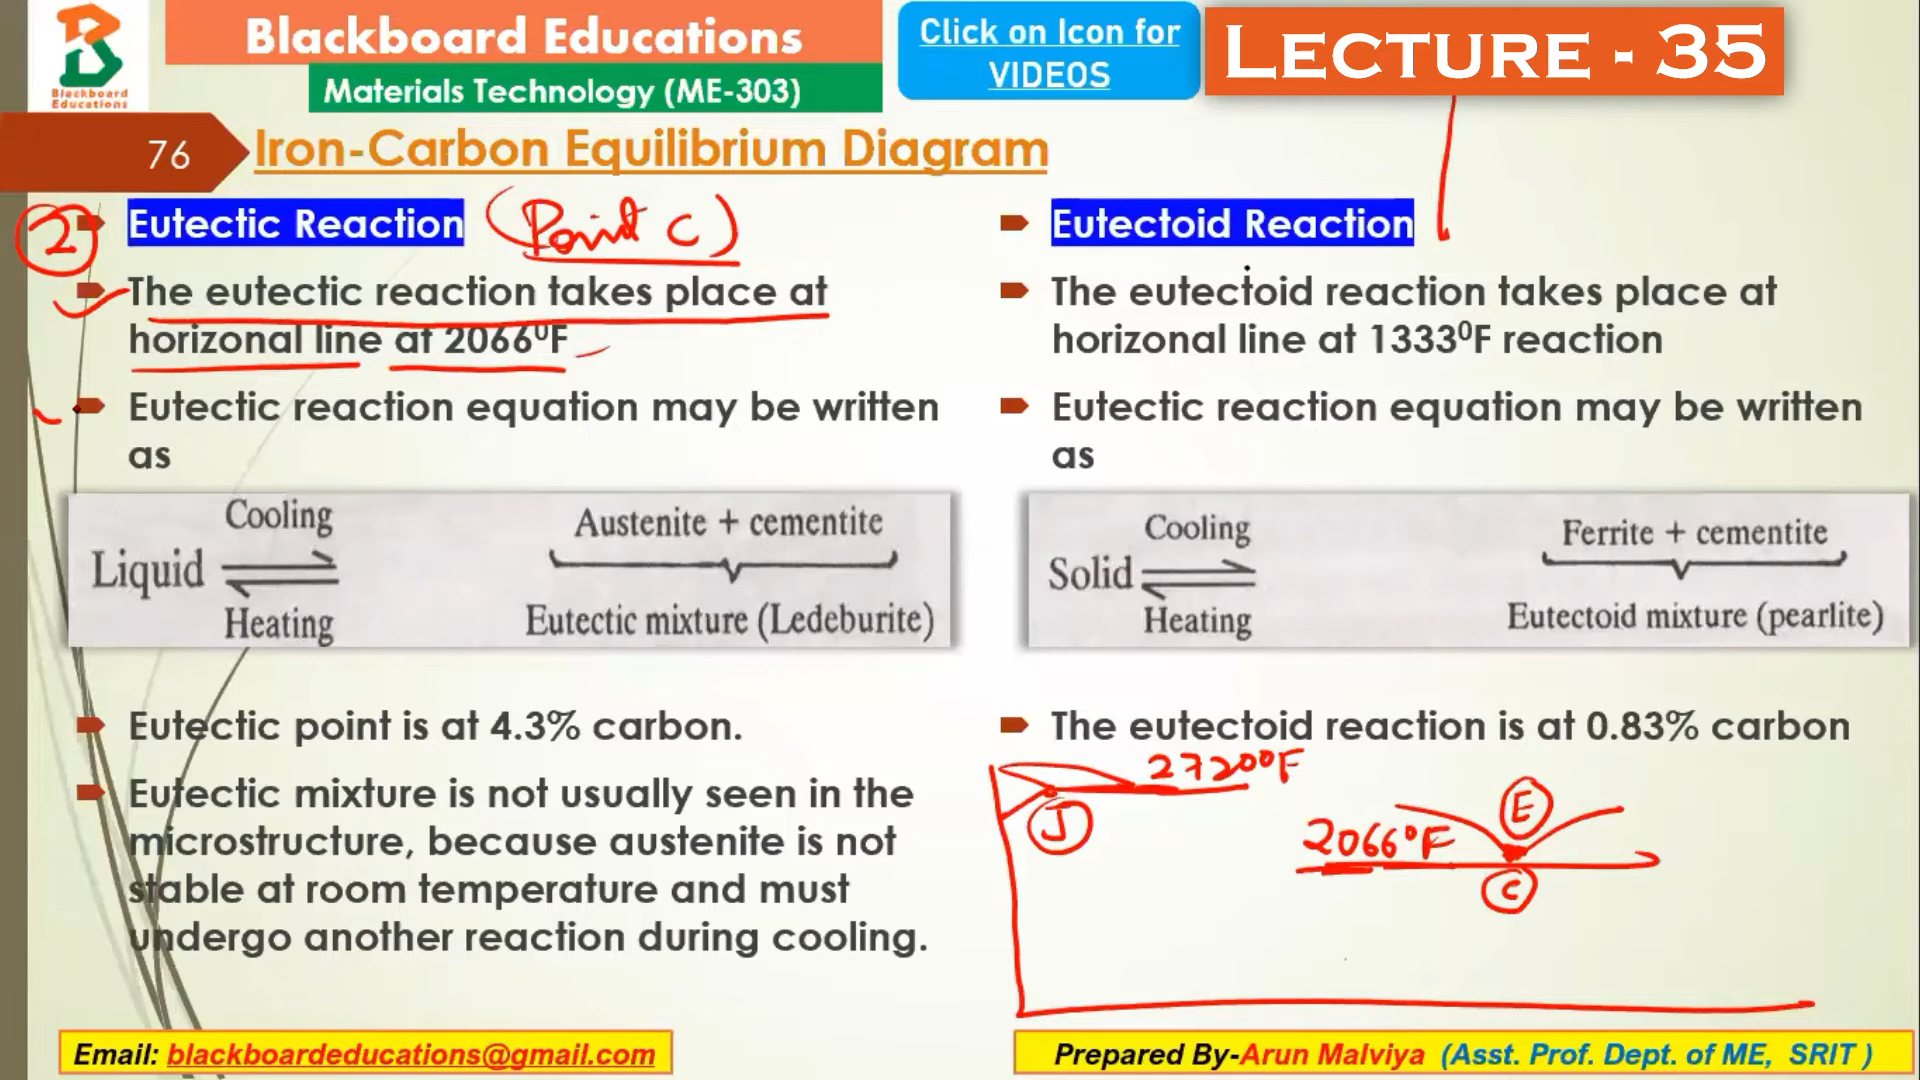 Blackboard
Educations
Blackboard Educations
Materials Technology (ME-303)
Click on Icon for
VIDEOS
LECTURE - 35
76
Iron-Carbon Equilibrium Diagram
2
Eutectic Reaction
(Point C)
The eutectic reaction takes place at
horizonal line at 2066⁰F
Eutectic reaction equation may be written
as
Cooling
Liquid
Heating
Austenite + cementite
Eutectic mixture (Ledeburite)
Eutectic point is at 4.3% carbon.
Eutectic mixture is not usually seen in the
microstructure, because austenite is not
stable at room temperature and must
undergo another reaction during cooling.
Eutectoid Reaction
The eutectoid reaction takes place at
horizonal line at 1333⁰F reaction
Eutectic reaction equation may be written
as
Cooling
Solid
Heating
Ferrite + cementite
Eutectoid mixture (pearlite)
The eutectoid reaction is at 0.83% carbon
2720⁰F
J
2066⁰F
E
C
Email: blackboardeducations@gmail.com
Prepared By-Arun Malviya (Asst. Prof. Dept. of ME, SRIT )